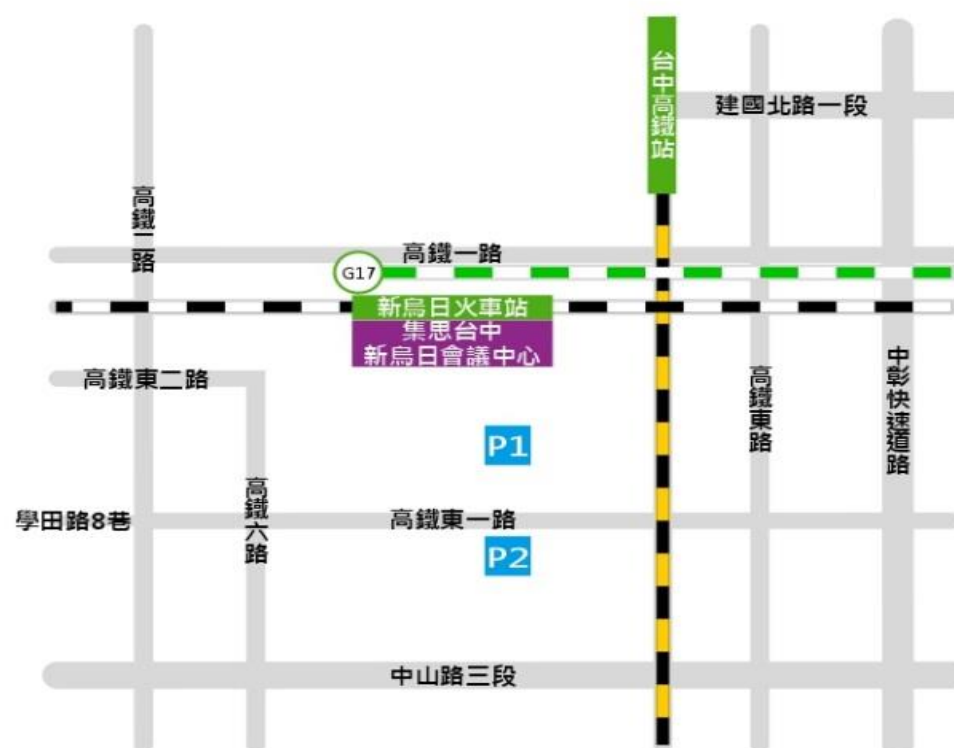 台中高鐵站
建國北路一段
高鐵二路
高鐵一路
G17
新烏日火車站
集思台中
新烏日會議中心
高鐵東二路
高鐵東路
中彰快速道路
P1
高鐵六路
學田路8巷
高鐵東一路
P2
中山路三段